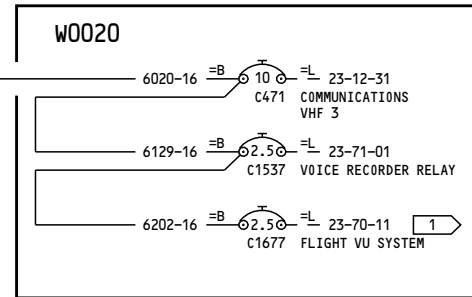 W0020
6020-16 =B 10 =L 23-12-31
C471 COMMUNICATIONS
VHF 3
6129-16 =B 2.5 =L 23-71-01
C1537 VOICE RECORDER RELAY
6202-16 =B 2.5 =L 23-70-11 1
C1677 FLIGHT VU SYSTEM